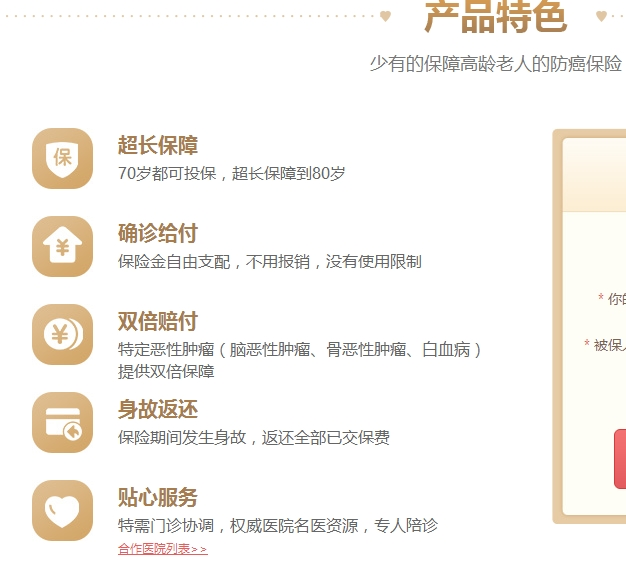 产品特色
少有的保障高龄老人的防癌保险
保
超长保障
70岁都可投保，超长保障到80岁
¥
确诊给付
保险金自由支配，不用报销，没有使用限制
¥
双倍赔付
特定恶性肿瘤（脑恶性肿瘤、骨恶性肿瘤、白血病）
提供双倍保障
身故返还
保险期间发生身故，返还全部已交保费
贴心服务
特需门诊协调，权威医院名医资源，专人陪诊
合作医院列表>>
* 你的
* 被保人